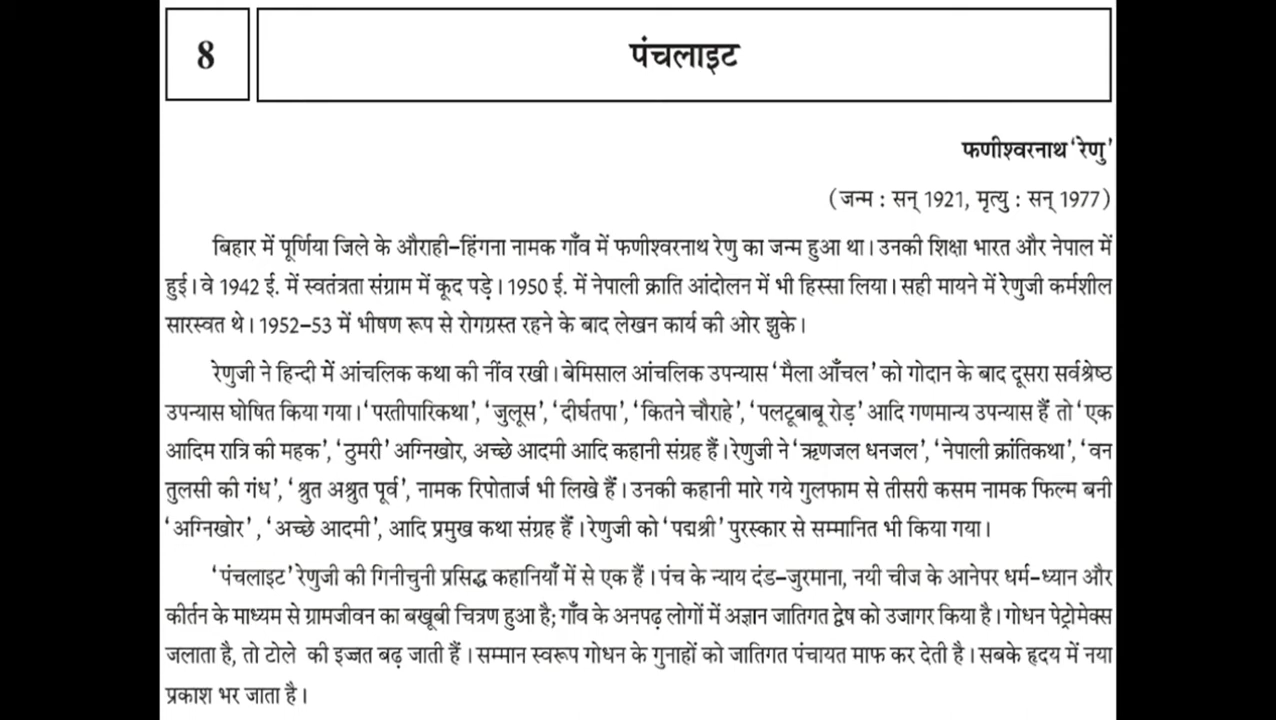 8
पंचलाइट
फणीश्वरनाथ ‘रेणु’
(जन्म : सन् 1921, मृत्यु : सन् 1977)
बिहार में पूर्णिया जिले के औराही–हिंगना नामक गाँव में फणीश्वरनाथ रेणु का जन्म हुआ था। उनकी शिक्षा भारत और नेपाल में
हुई। वे 1942 ई. में स्वतंत्रता संग्राम में कूद पड़े। 1950 ई. में नेपाली क्राति आंदोलन में भी हिस्सा लिया। सही मायने में रेणुजी कर्मशील
सारस्वत थे। 1952–53 में भीषण रूप से रोगग्रस्त रहने के बाद लेखन कार्य की ओर झुके।
रेणुजी ने हिन्दी में आंचलिक कथा की नींव रखी। बेमिसाल आंचलिक उपन्यास ‘मैला आँचल’ को गोदान के बाद दूसरा सर्वश्रेष्ठ
उपन्यास घोषित किया गया। ‘परतीपारिकथा’, ‘जुलूस’, ‘दीर्घतपा’, ‘कितने चौराहे’, ‘पलटूबाबू रोड़’ आदि गणमान्य उपन्यास हैं तो ‘एक
आदिम रात्रि की महक’, ‘ठुमरी’ अग्निखोर, अच्छे आदमी आदि कहानी संग्रह हैं। रेणुजी ने ‘ऋणजल धनजल’, ‘नेपाली क्रांतिकथा’, ‘वन
तुलसी की गंध’, ‘श्रुत अश्रुत पूर्व’, नामक रिपोतार्ज भी लिखे हैं। उनकी कहानी मारे गये गुलफाम से तीसरी कसम नामक फिल्म बनी
‘अग्निखोर’, ‘अच्छे आदमी’, आदि प्रमुख कथा संग्रह हैं। रेणुजी को ‘पद्मश्री’ पुरस्कार से सम्मानित भी किया गया।
‘पंचलाइट’ रेणुजी की गिनीचुनी प्रसिद्ध कहानियाँ में से एक हैं। पंच के न्याय दंड–जुरमाना, नयी चीज के आनेपर धर्म–ध्यान और
कीर्तन के माध्यम से ग्रामजीवन का बखूबी चित्रण हुआ है; गाँव के अनपढ़ लोगों में अज्ञान जातिगत द्वेष को उजागर किया है। गोधन पेट्रोमेक्स
जलाता है, तो टोले की इज्जत बढ़ जाती हैं। सम्मान स्वरूप गोधन के गुनाहों को जातिगत पंचायत माफ कर देती है। सबके हृदय में नया
प्रकाश भर जाता है।